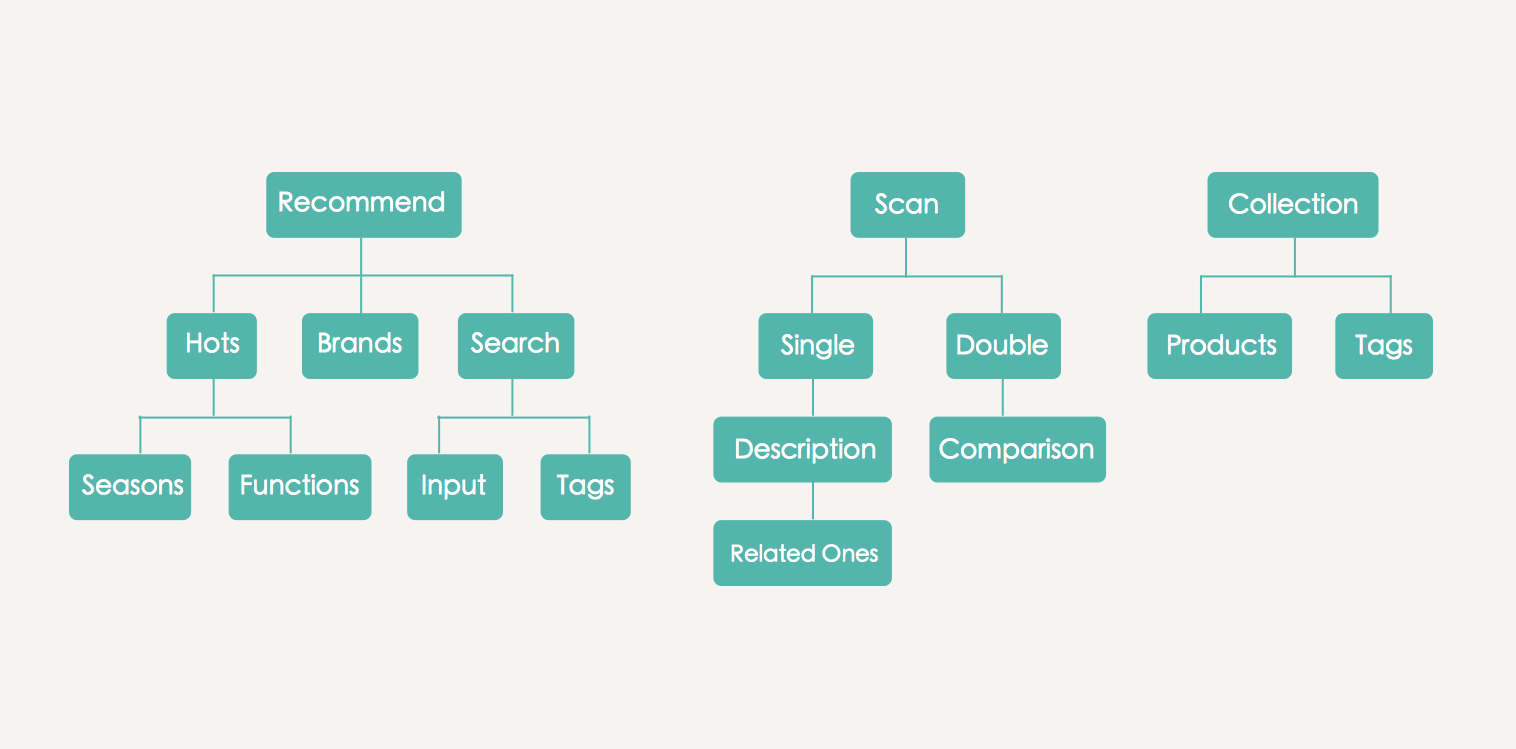 Recommend
Scan
Collection
Hots
Brands
Search
Single
Double
Products
Tags
Description
Comparison
Seasons
Functions
Input
Tags
Related Ones